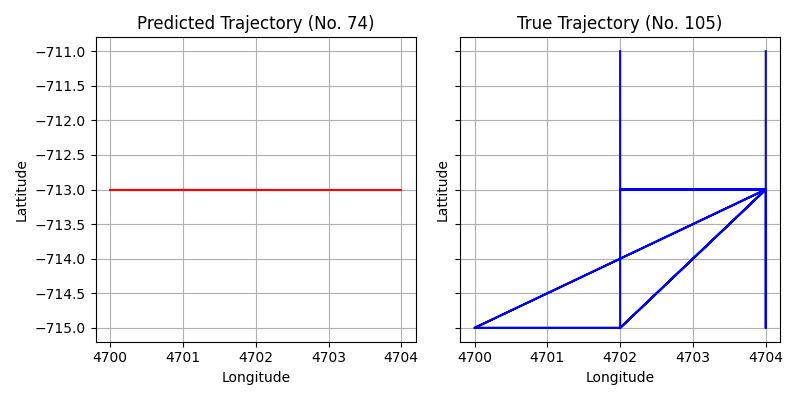 Predicted Trajectory (No. 74)
Lattitude
−711.0
−711.5
−712.0
−712.5
−713.0
−713.5
−714.0
−714.5
−715.0
4700 4701 4702 4703 4704
Longitude
True Trajectory (No. 105)
Lattitude
4700 4701 4702 4703 4704
Longitude